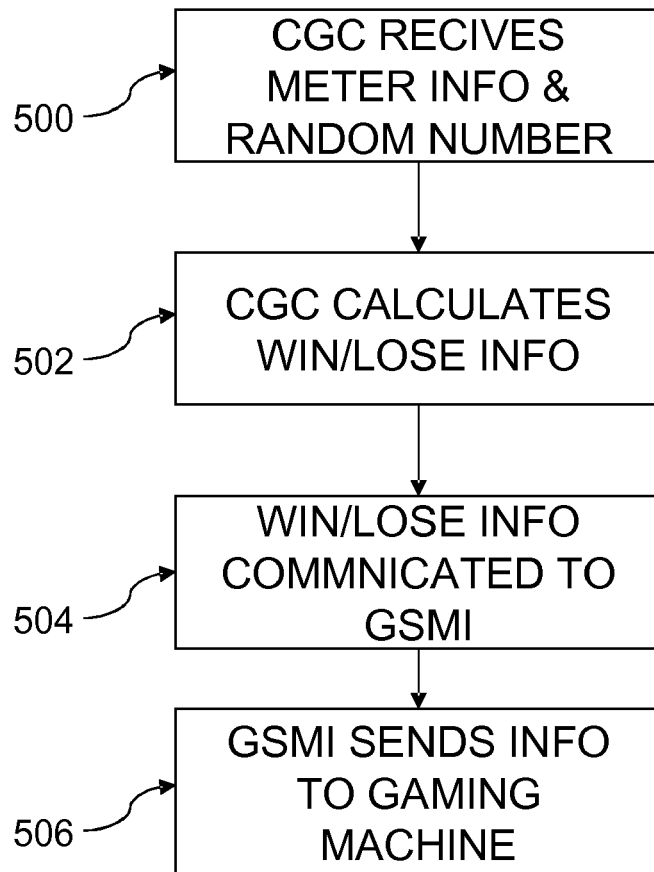 500
CGC RECIVES
METER INFO &
RANDOM NUMBER
502
CGC CALCULATES
WIN/LOSE INFO
504
WIN/LOSE INFO
COMMNICATED TO
GSMI
506
GSMI SENDS INFO
TO GAMING
MACHINE